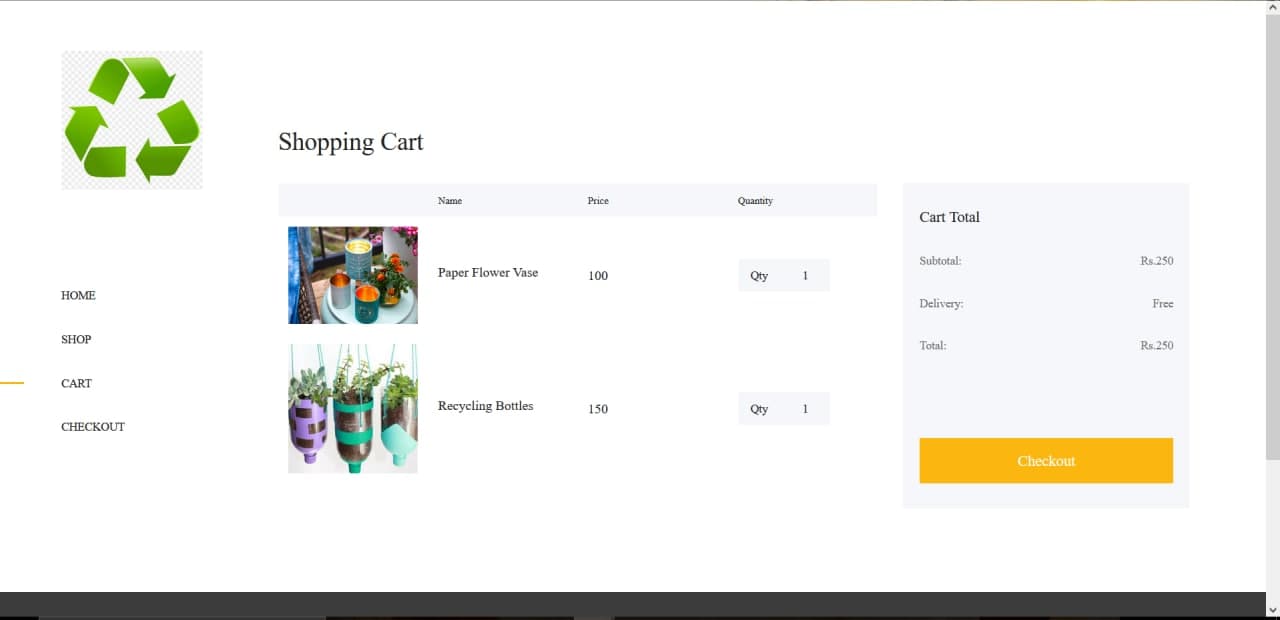 Shopping Cart
HOME
SHOP
CART
CHECKOUT
Name Price Quantity
Paper Flower Vase 100 Qty 1
Recycling Bottles 150 Qty 1
Cart Total
Subtotal: Rs.250
Delivery: Free
Total: Rs.250
Checkout